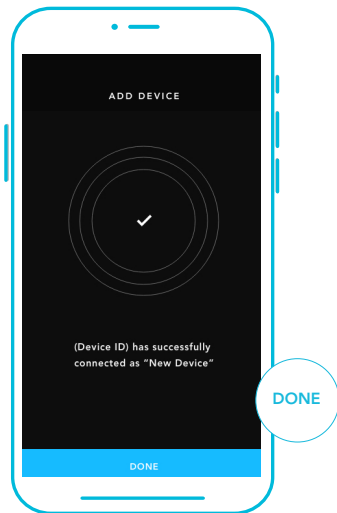 ADD DEVICE
(Device ID) has successfully
connected as “New Device”
DONE
DONE